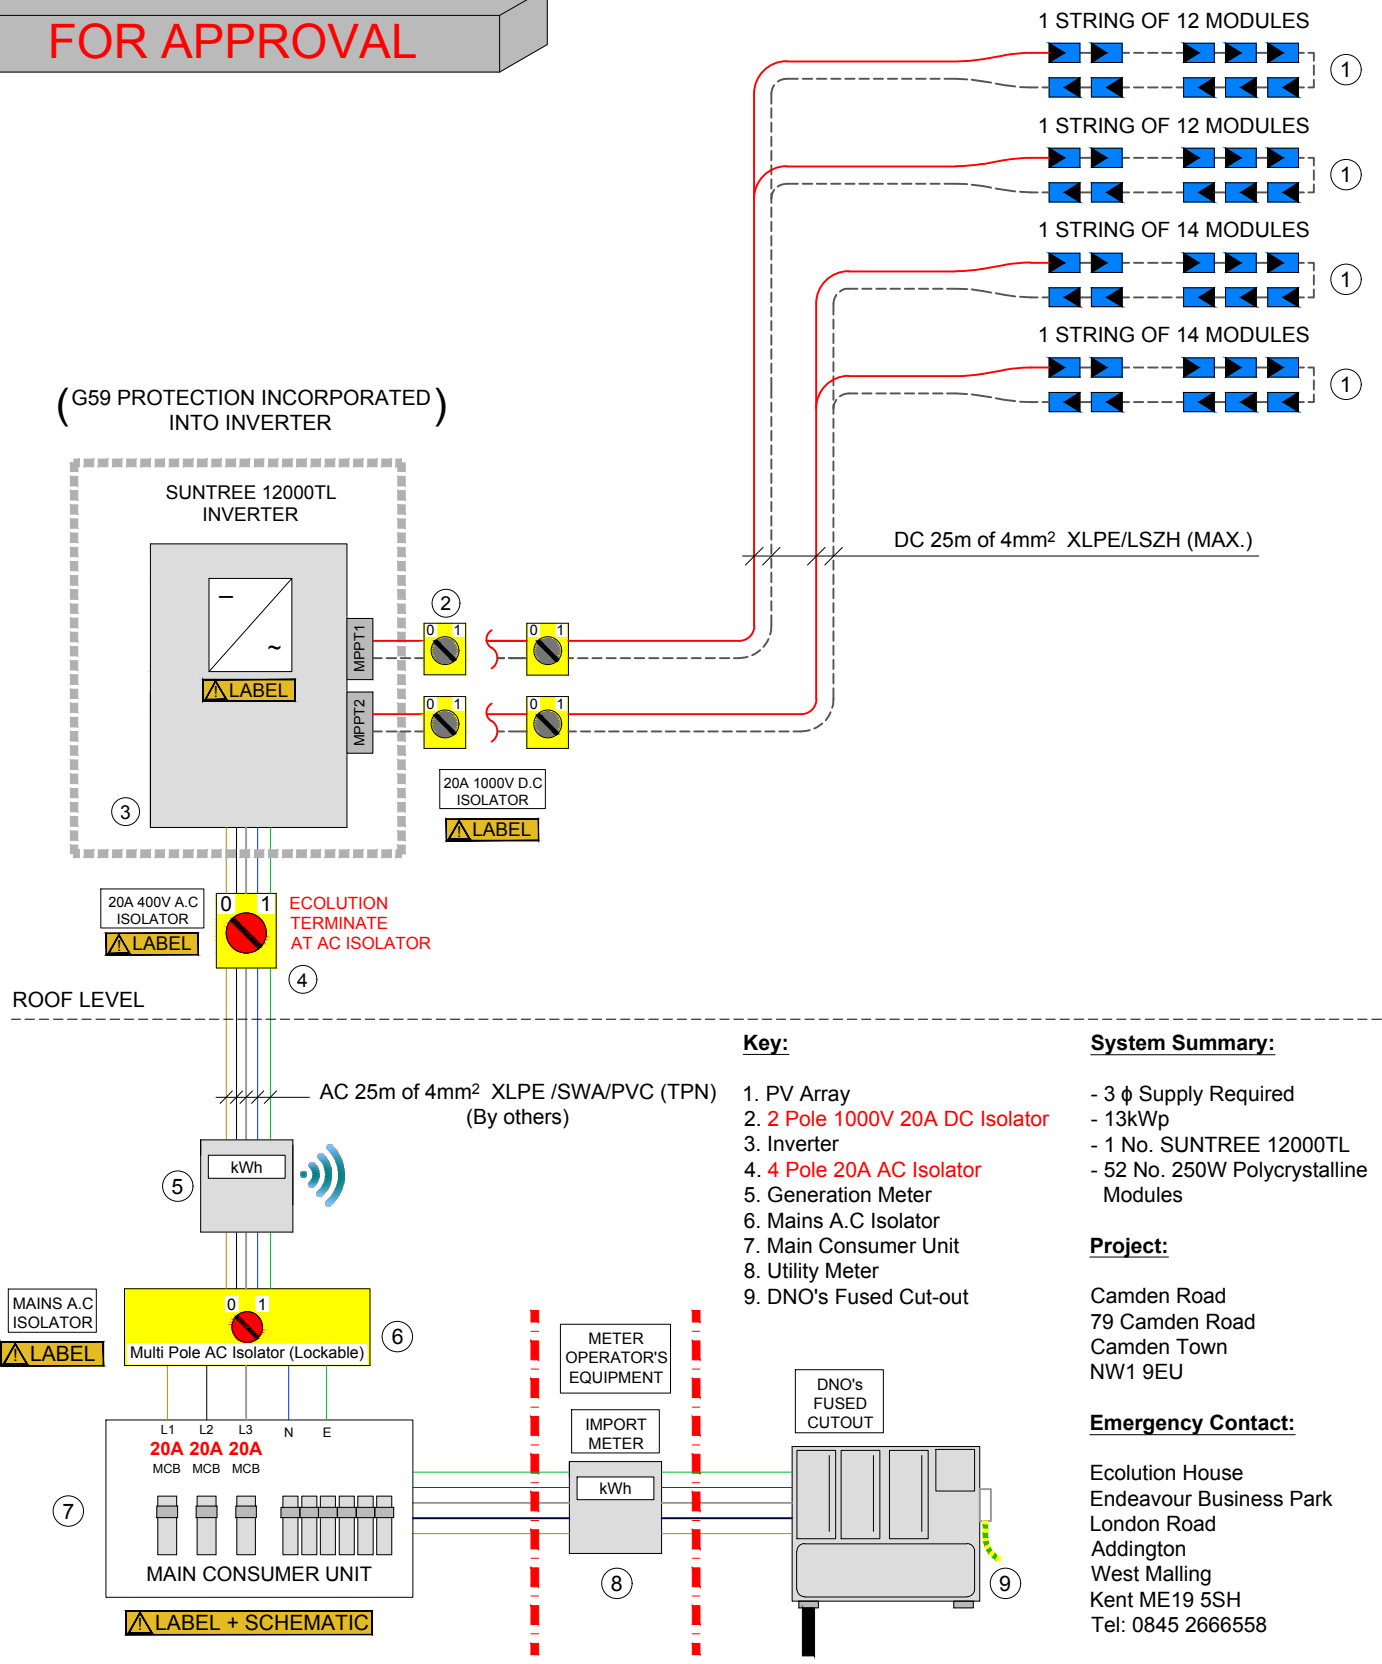 FOR APPROVAL
1 STRING OF 12 MODULES
1
1 STRING OF 12 MODULES
1
1 STRING OF 14 MODULES
1
1 STRING OF 14 MODULES
1
(G59 PROTECTION INCORPORATED
INTO INVERTER)
SUNTREE 12000TL
INVERTER
DC 25m of 4mm² XLPE/LSZH (MAX.)
–
~
LABEL
MPPT1
MPPT2
2
0 1
0 1
0 1
0 1
20A 1000V D.C
ISOLATOR
LABEL
3
20A 400V A.C
ISOLATOR
LABEL
0 1
ECOLUTION
TERMINATE
AT AC ISOLATOR
4
ROOF LEVEL
AC 25m of 4mm² XLPE /SWA/PVC (TPN)
(By others)
kWh
5
MAINS A.C
ISOLATOR
LABEL
0 1
Multi Pole AC Isolator (Lockable)
6
L1 L2 L3 N E
20A 20A 20A
MCB MCB MCB
7
MAIN CONSUMER UNIT
LABEL + SCHEMATIC
METER
OPERATOR'S
EQUIPMENT
IMPORT
METER
kWh
8
DNO's
FUSED
CUTOUT
9
Key:
1. PV Array
2. 2 Pole 1000V 20A DC Isolator
3. Inverter
4. 4 Pole 20A AC Isolator
5. Generation Meter
6. Mains A.C Isolator
7. Main Consumer Unit
8. Utility Meter
9. DNO's Fused Cut-out
System Summary:
- 3 ϕ Supply Required
- 13kWp
- 1 No. SUNTREE 12000TL
- 52 No. 250W Polycrystalline
Modules
Project:
Camden Road
79 Camden Road
Camden Town
NW1 9EU
Emergency Contact:
Ecolution House
Endeavour Business Park
London Road
Addington
West Malling
Kent ME19 5SH
Tel: 0845 2666558